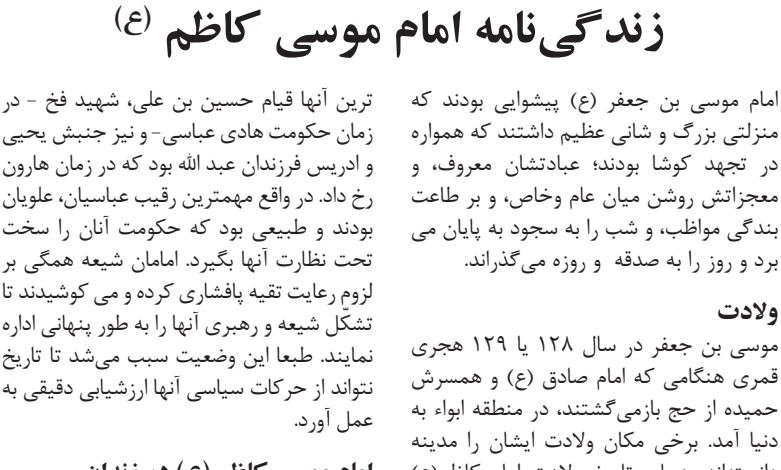 زندگی‌نامه امام موسی کاظم (ع)
امام موسی بن جعفر (ع) پیشوایی بودند که
منزلتی بزرگ و شانی عظیم داشتند که همواره
در تجهد کوشا بودند؛ عبادتشان معروف، و
معجزاتش روشن میان عام وخاص، و بر طاعت
بندگی مواظب، و شب را به سجود به پایان می
برد و روز را به صدقه و روزه می‌گذراند.
ولادت
موسی بن جعفر در سال ۱۲۸ یا ۱۲۹ هجری
قمری هنگامی که امام صادق (ع) و همسرش
حمیده از حج بازمی‌گشتند، در منطقه ابواء به
دنیا آمد. برخی مکان ولادت ایشان را مدینه
ترین آنها قیام حسین بن علی، شهید فخ - در
زمان حکومت هادی عباسی- و نیز جنبش یحیی
و ادریس فرزندان عبد الله بود که در زمان هارون
رخ داد. در واقع مهمترین رقیب عباسیان، علویان
بودند و طبیعی بود که حکومت آنان را سخت
تحت نظارت آنها بگیرد. امامان شیعه همگی بر
لزوم رعایت تقیه پافشاری کرده و می کوشیدند تا
تشکّل شیعه و رهبری آنها را به طور پنهانی اداره
نمایند. طبعا این وضعیت سبب می‌شد تا تاریخ
نتواند از حرکات سیاسی آنها ارزشیابی دقیقی به
عمل آورد.